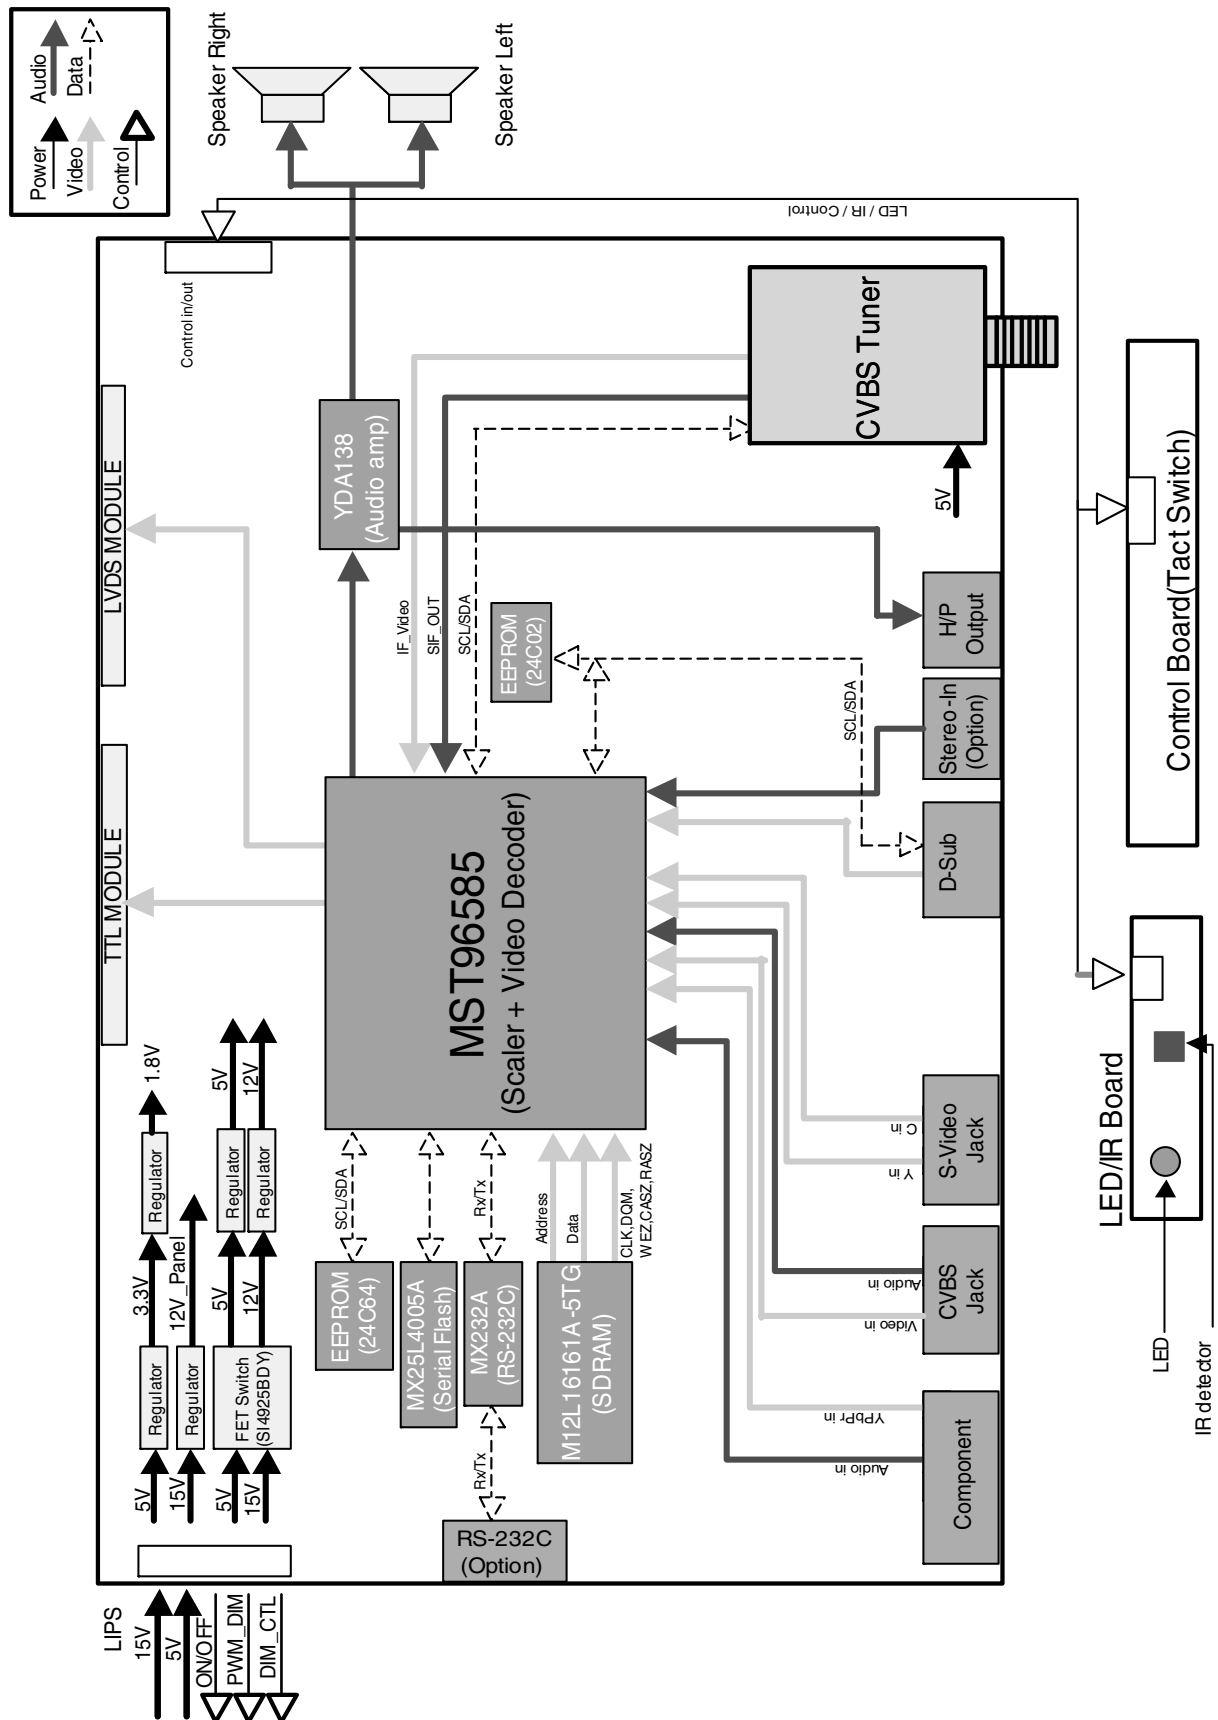 Power
Audio
Video
Data
Control
Speaker Right
Speaker Left
LED / IR / Control
Control in/out
LVDS MODULE
TTL MODULE
YDA138
(Audio amp)
CVBS Tuner
5V
IF_Video
SIF_OUT
SCL/SDA
EEPROM
(24C02)
SCL/SDA
H/P
Output
Stereo-In
(Option)
D-Sub
MST96585
(Scaler + Video Decoder)
Control Board(Tact Switch)
LED/IR Board
LED
IR detector
C in
Y in
S-Video
Jack
Audio in
Video in
CVBS
Jack
YPbPr in
Audio in
Component
1.8V
Regulator
3.3V
Regulator
5V
12V_Panel
Regulator
15V
5V
12V
Regulator
Regulator
5V
12V
FET Switch
(SI4925BDY)
5V
15V
SCL/SDA
EEPROM
(24C64)
MX25L4005A
(Serial Flash)
Rx/Tx
MX232A
(RS-232C)
Rx/Tx
RS-232C
(Option)
Address
Data
CLK,DQM,
WEZ,CASZ,RASZ
M12L16161A-5TG
(SDRAM)
LIPS
15V
5V
ON/OFF
PWM_DIM
DIM_CTL